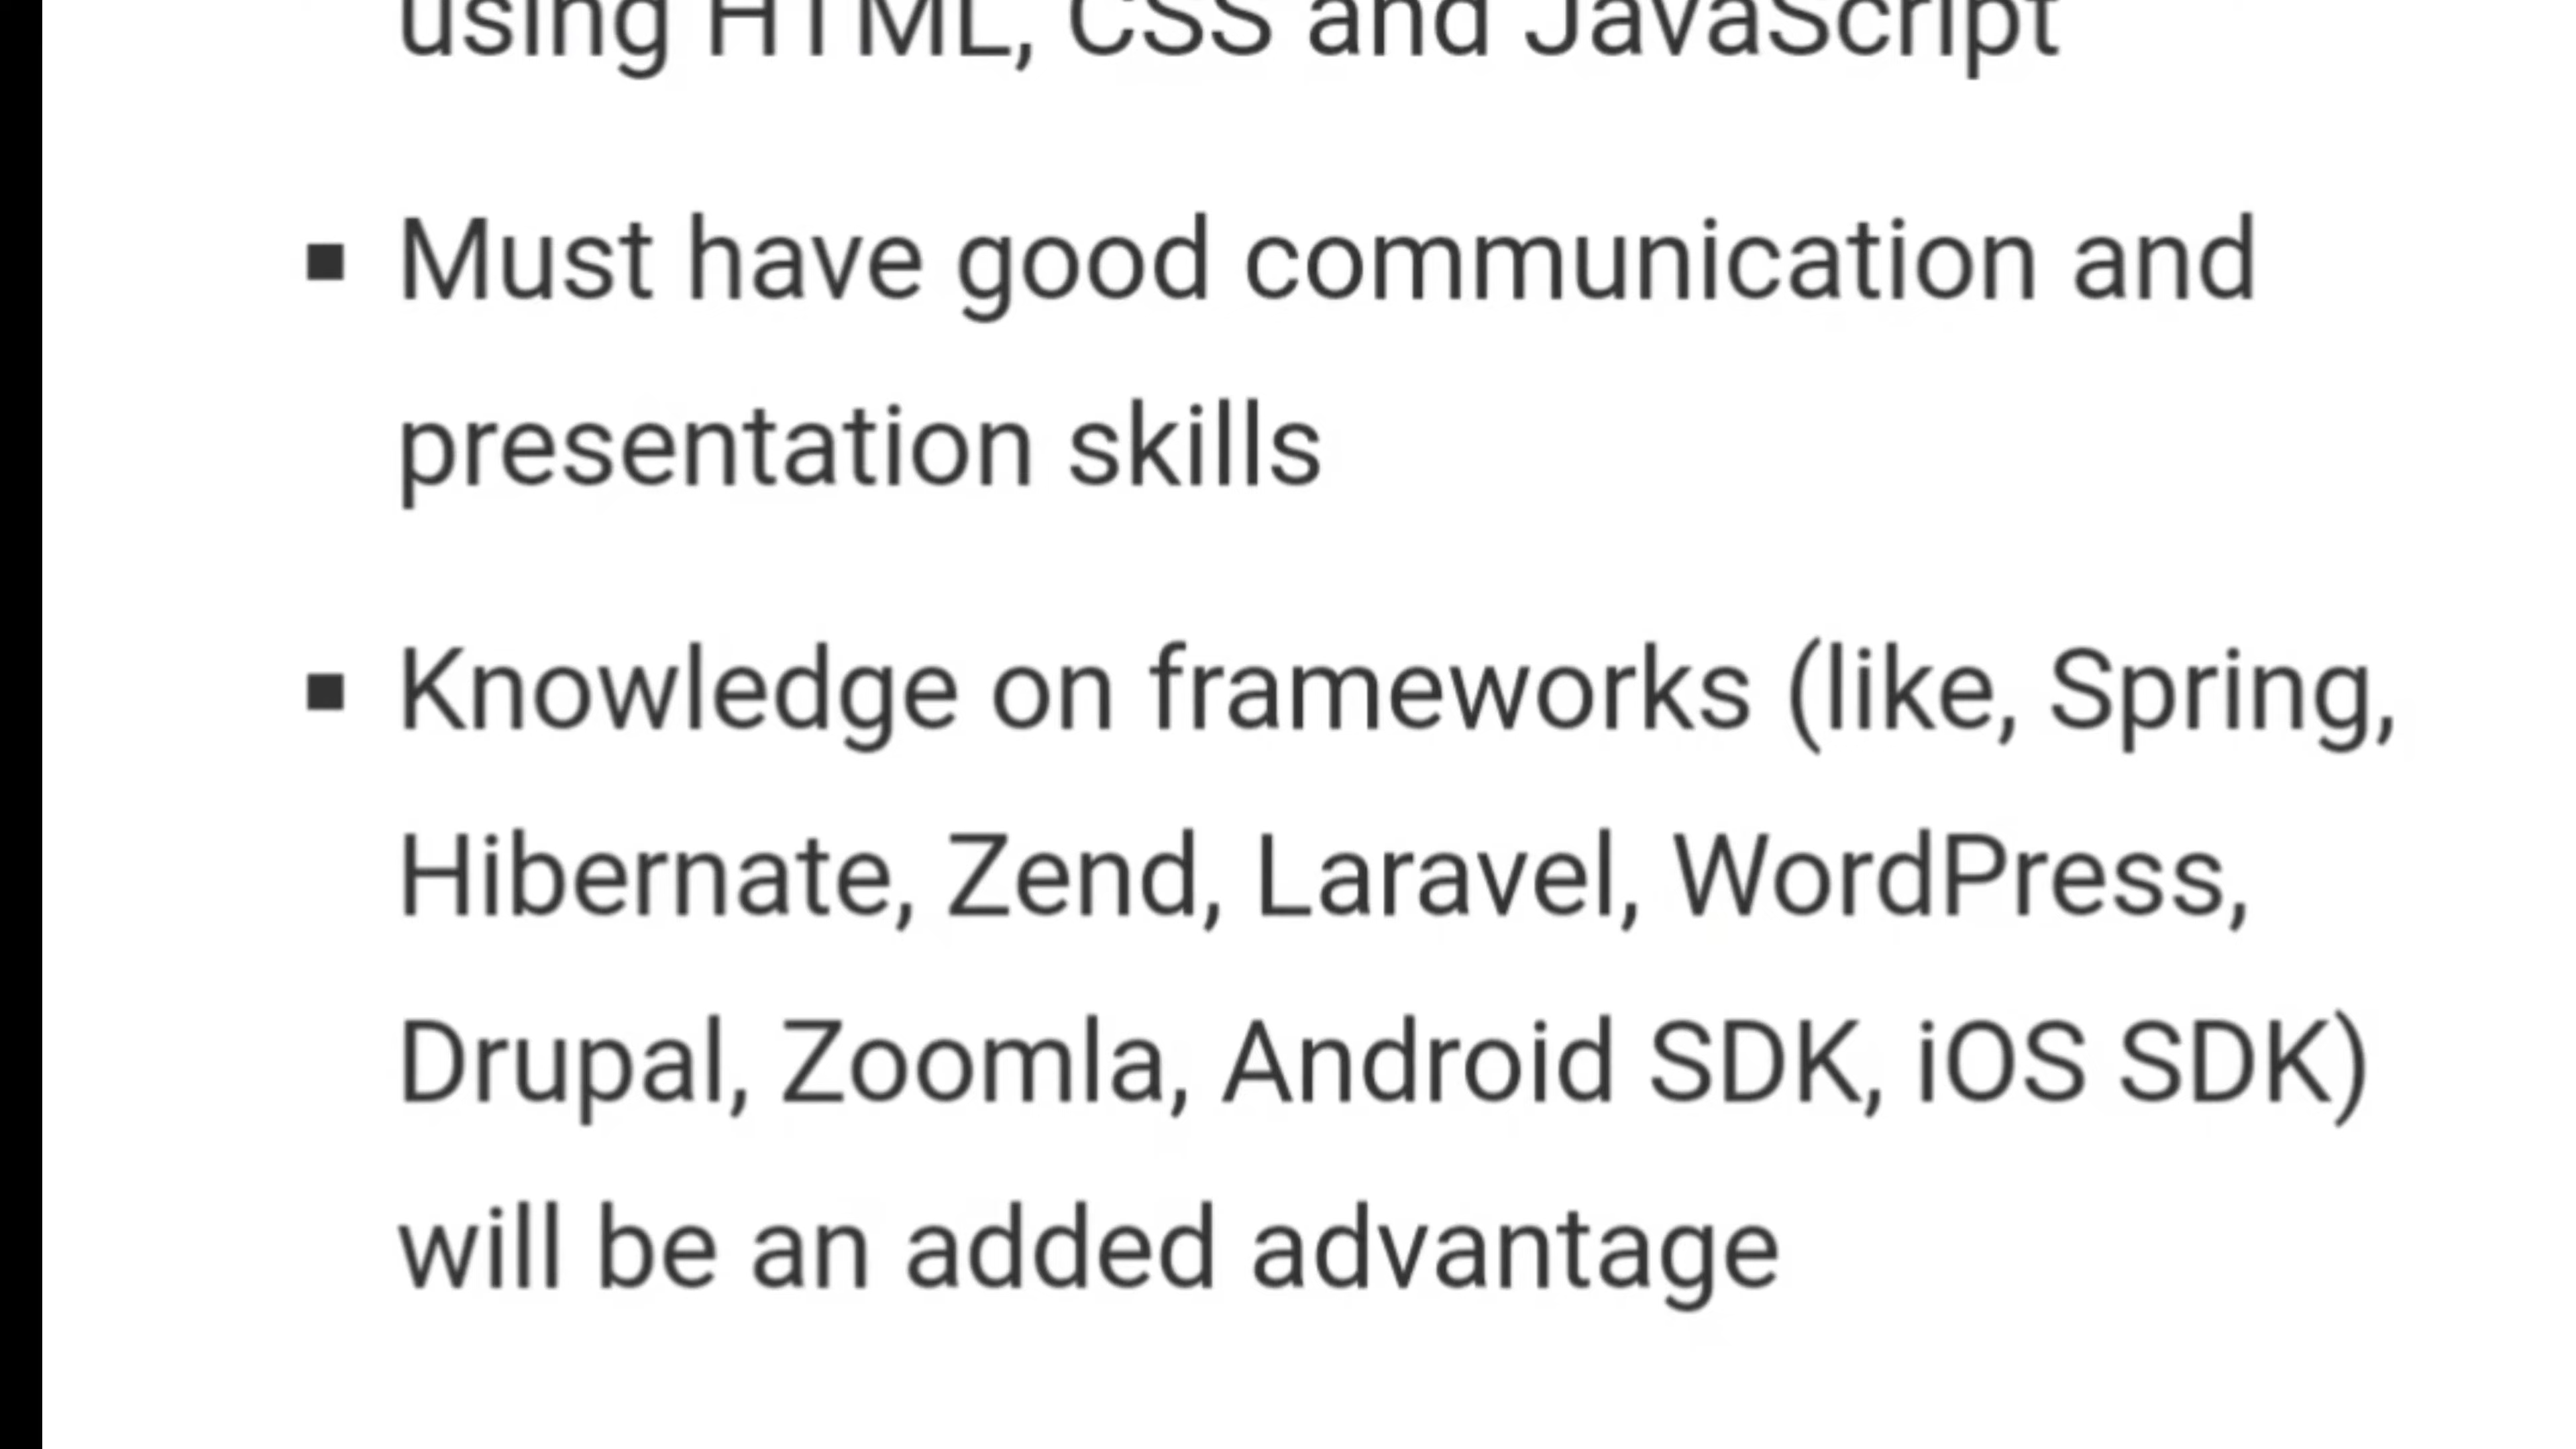 using HTML, CSS and JavaScript
▪ Must have good communication and
presentation skills
▪ Knowledge on frameworks (like, Spring,
Hibernate, Zend, Laravel, WordPress,
Drupal, Zoomla, Android SDK, iOS SDK)
will be an added advantage